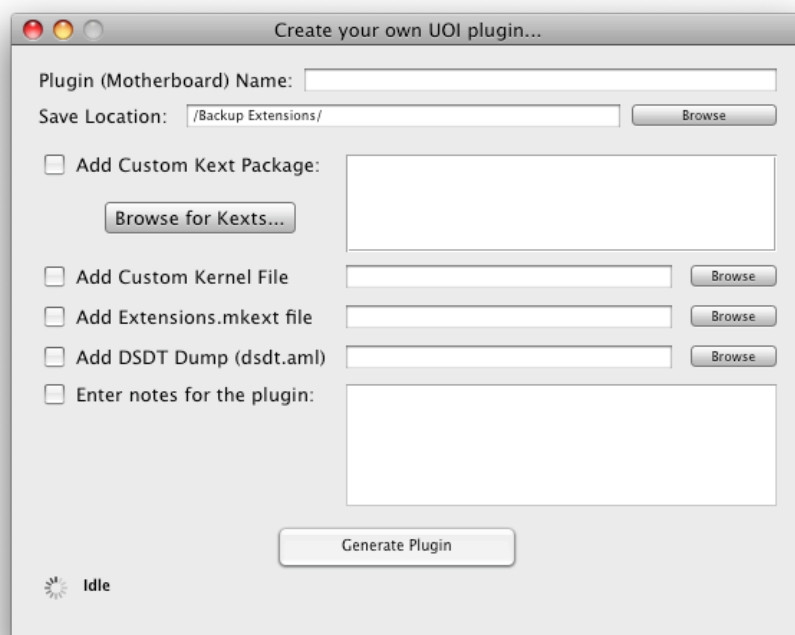 Create your own UOI plugin...
Plugin (Motherboard) Name:
Save Location: /Backup Extensions/ Browse
Add Custom Kext Package:
Browse for Kexts...
Add Custom Kernel File Browse
Add Extensions.mkext file Browse
Add DSDT Dump (dsdt.aml) Browse
Enter notes for the plugin:
Generate Plugin
Idle